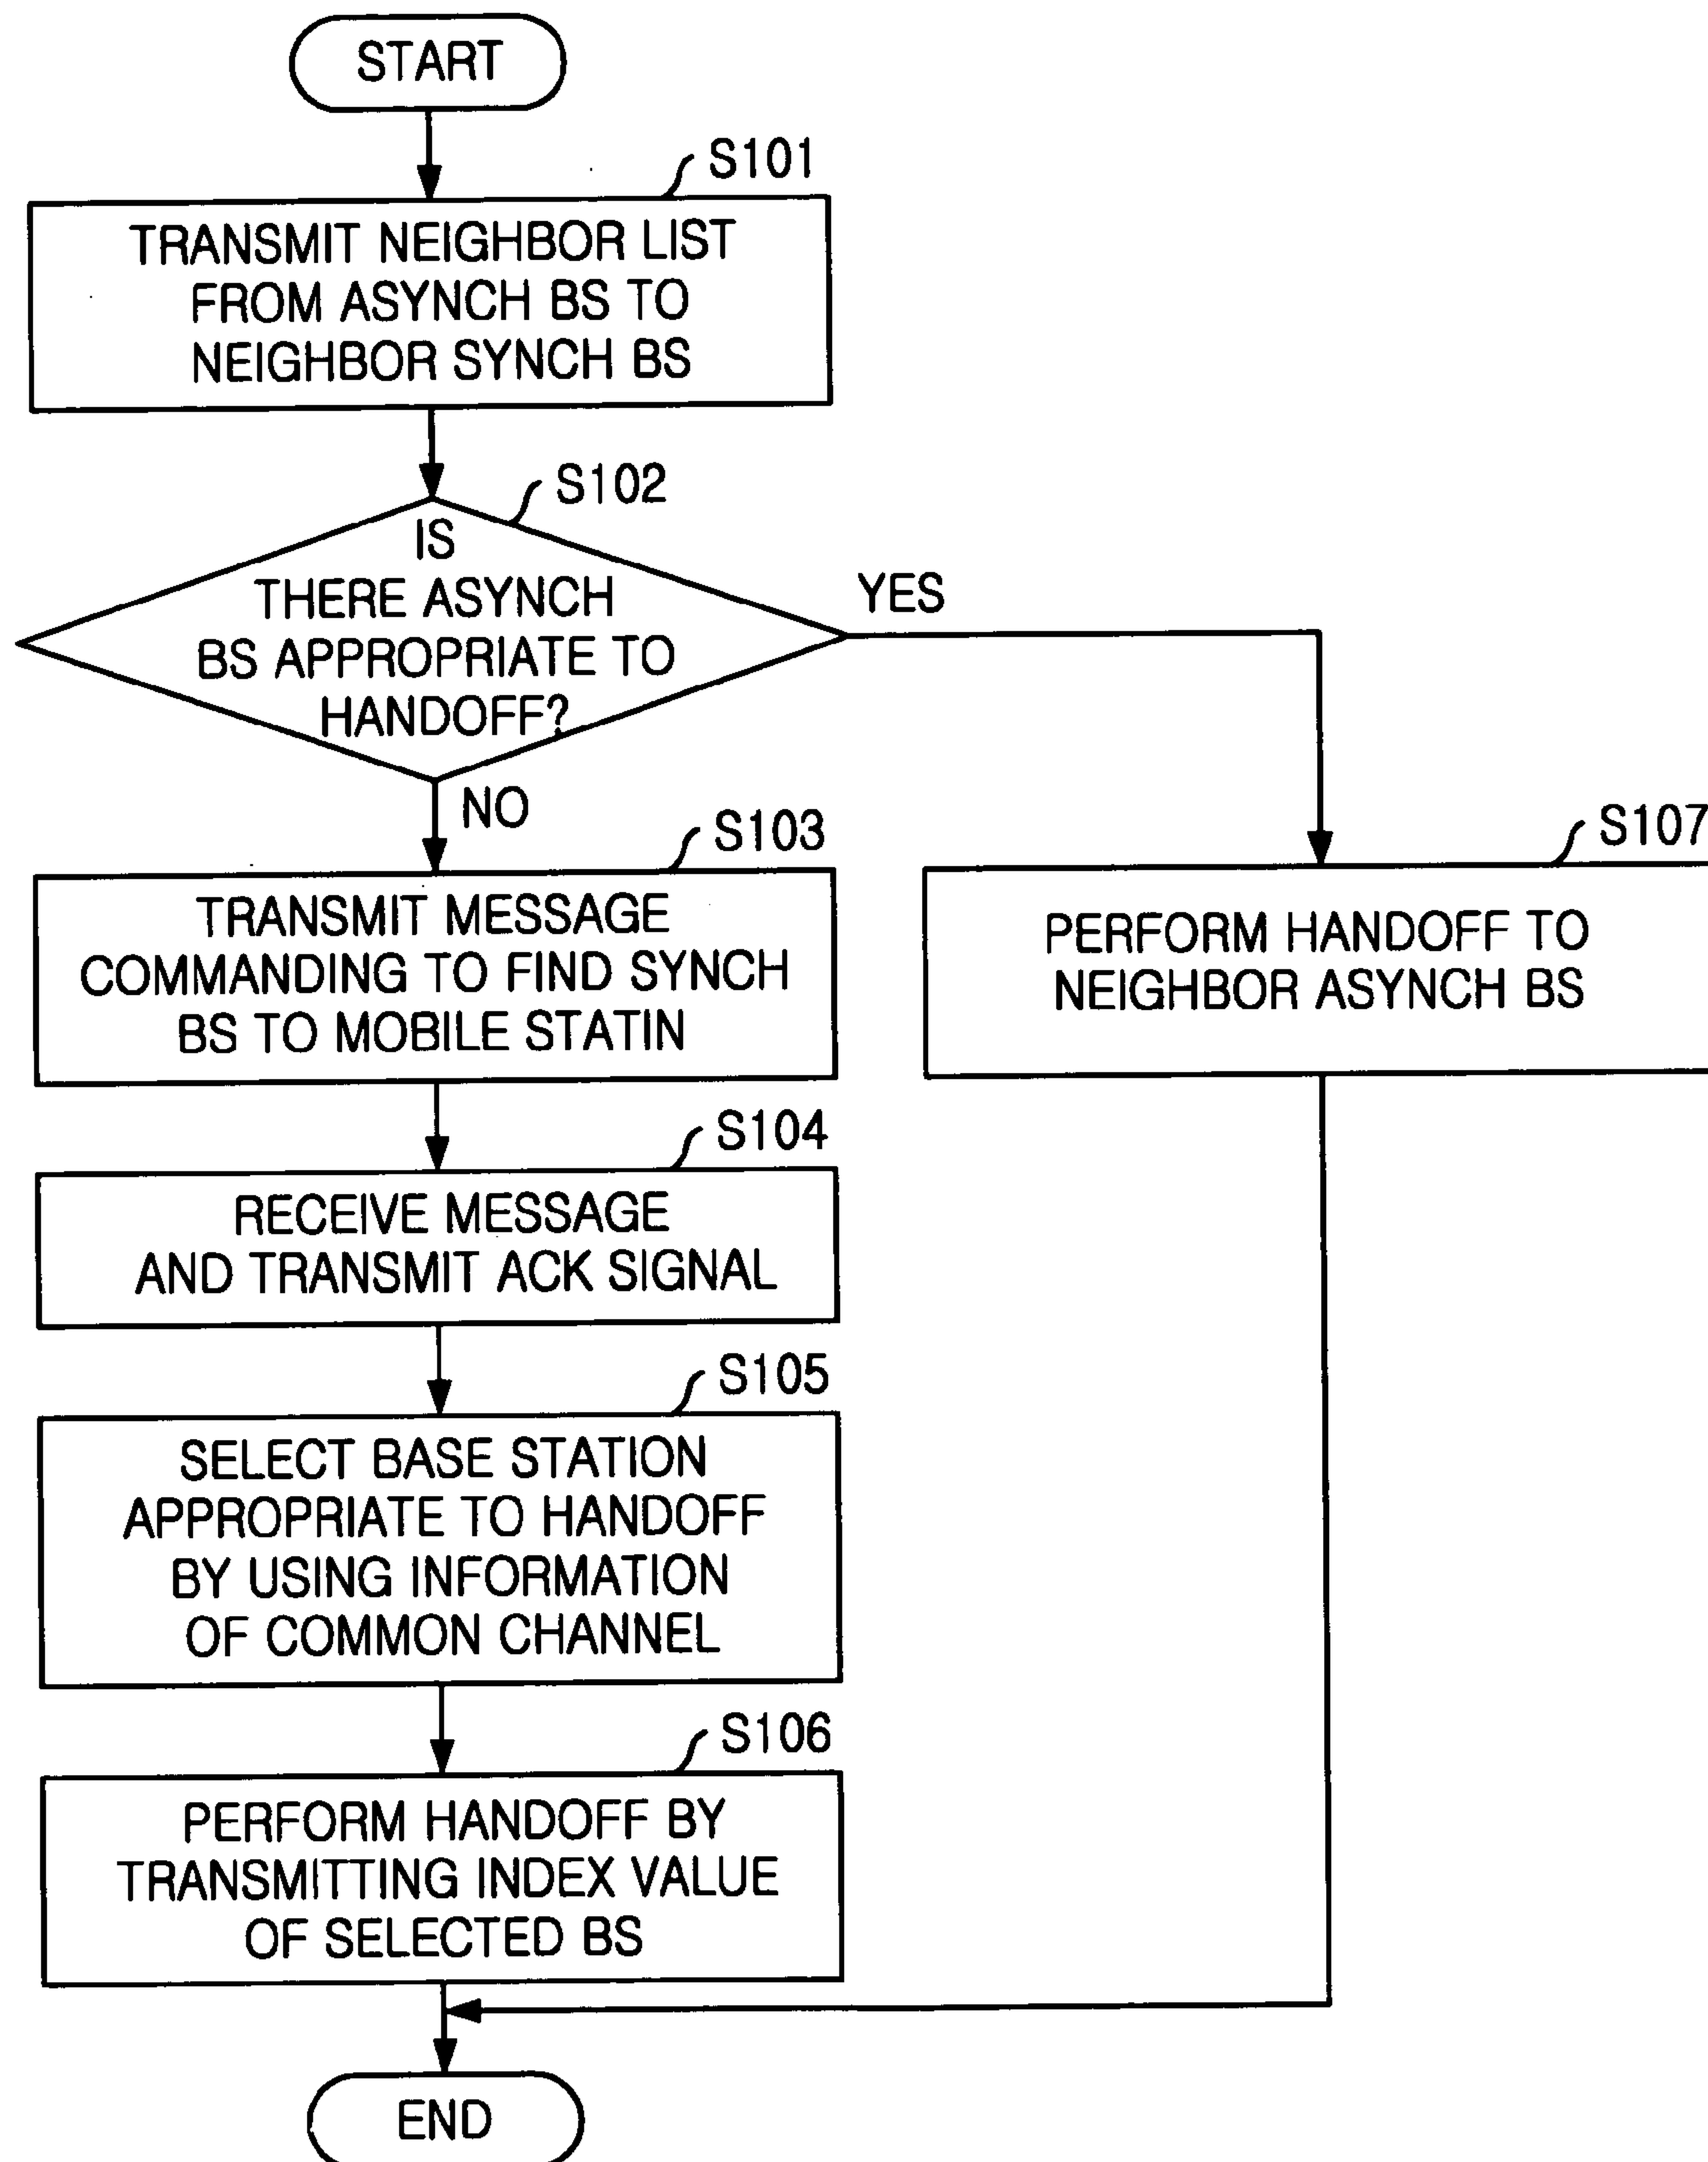 START
S101
TRANSMIT NEIGHBOR LIST
FROM ASYNCH BS TO
NEIGHBOR SYNCH BS
S102
IS
THERE ASYNCH
BS APPROPRIATE TO
HANDOFF?
YES
NO
S103
TRANSMIT MESSAGE
COMMANDING TO FIND SYNCH
BS TO MOBILE STATIN
S107
PERFORM HANDOFF TO
NEIGHBOR ASYNCH BS
S104
RECEIVE MESSAGE
AND TRANSMIT ACK SIGNAL
S105
SELECT BASE STATION
APPROPRIATE TO HANDOFF
BY USING INFORMATION
OF COMMON CHANNEL
S106
PERFORM HANDOFF BY
TRANSMITTING INDEX VALUE
OF SELECTED BS
END